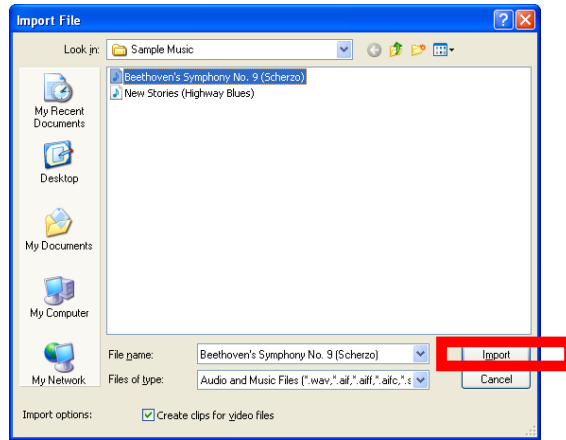 Import File
Look in:
Sample Music
Beethoven's Symphony No. 9 (Scherzo)
New Stories (Highway Blues)
My Recent
Documents
Desktop
My Documents
My Computer
My Network
File name:
Beethoven's Symphony No. 9 (Scherzo)
Import
Files of type:
Audio and Music Files (*.wav,*.aif,*.aiff,*.aifc,*.s
Cancel
Import options:
Create clips for video files